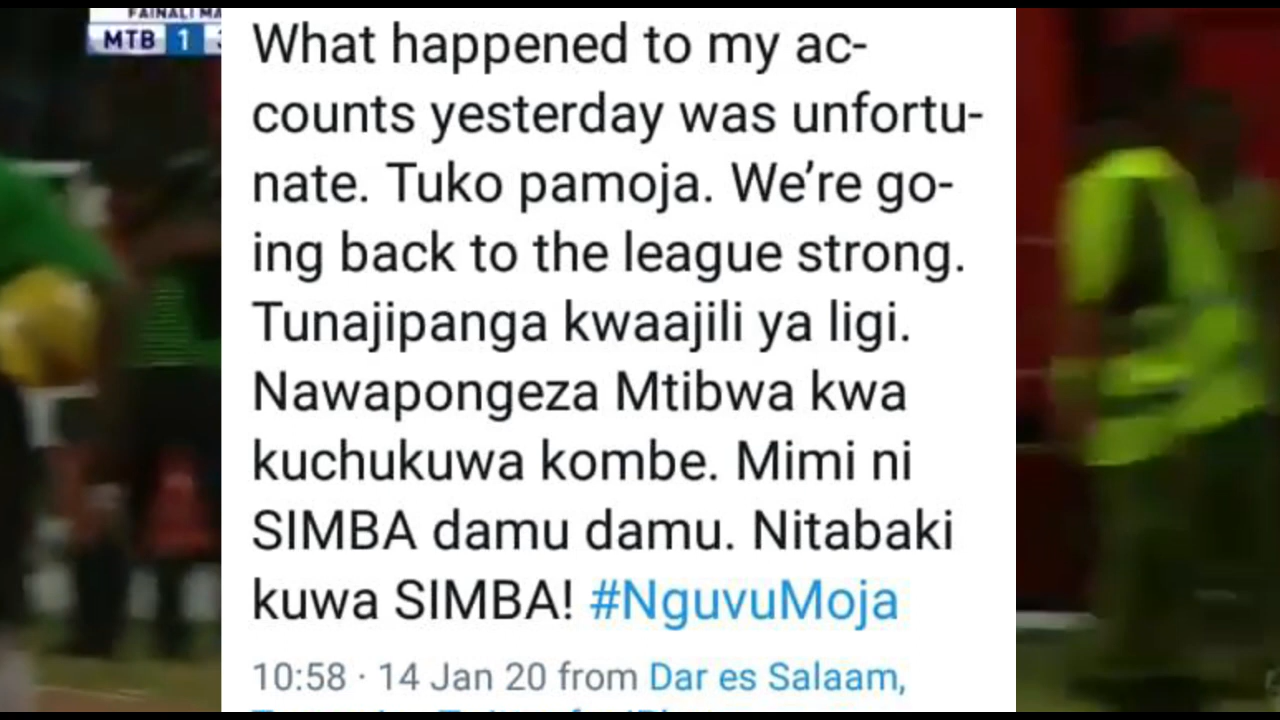 MTB 1
What happened to my ac-
counts yesterday was unfortu-
nate. Tuko pamoja. We’re go-
ing back to the league strong.
Tunajipanga kwaajili ya ligi.
Nawapongeza Mtibwa kwa
kuchukuwa kombe. Mimi ni
SIMBA damu damu. Nitabaki
kuwa SIMBA! #NguvuMoja
10:58 · 14 Jan 20 from Dar es Salaam,